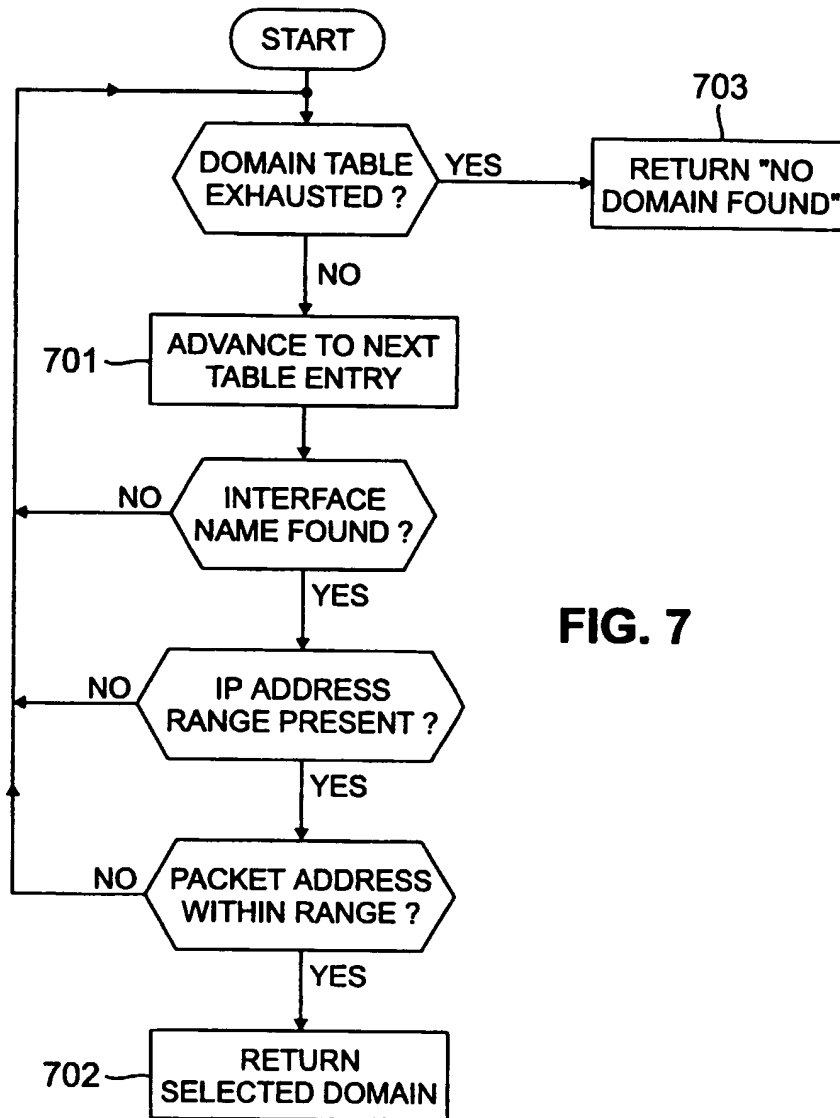 START
703
DOMAIN TABLE
EXHAUSTED ?
YES
RETURN "NO
DOMAIN FOUND"
NO
701
ADVANCE TO NEXT
TABLE ENTRY
NO
INTERFACE
NAME FOUND ?
YES
FIG. 7
NO
IP ADDRESS
RANGE PRESENT ?
YES
NO
PACKET ADDRESS
WITHIN RANGE ?
YES
702
RETURN
SELECTED DOMAIN